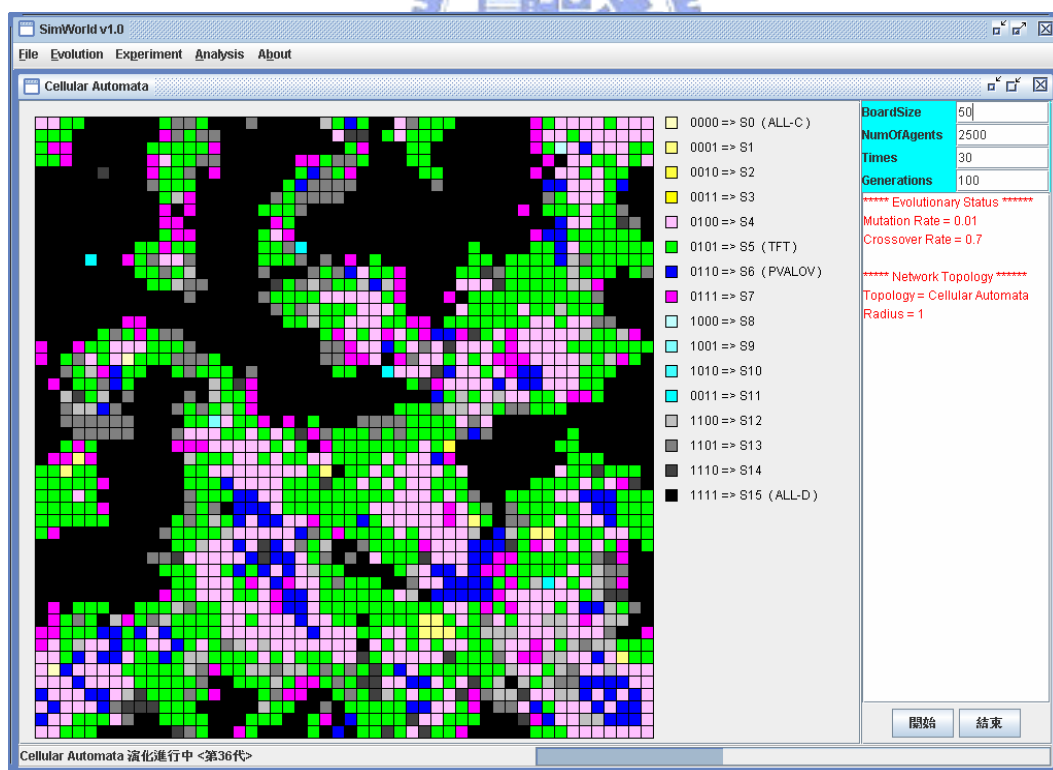 SimWorld v1.0
File Evolution Experiment Analysis About
Cellular Automata
0000 => S0 (ALL-C)
0001 => S1
0010 => S2
0011 => S3
0100 => S4
0101 => S5 (TFT)
0110 => S6 (PVALOV)
0111 => S7
1000 => S8
1001 => S9
1010 => S10
0011 => S11
1100 => S12
1101 => S13
1110 => S14
1111 => S15 (ALL-D)
BoardSize 50
NumOfAgents 2500
Times 30
Generations 100
***** Evolutionary Status ******
Mutation Rate = 0.01
Crossover Rate = 0.7
***** Network Topology ******
Topology = Cellular Automata
Radius = 1
開始 結束
Cellular Automata 演化進行中 <第36代>